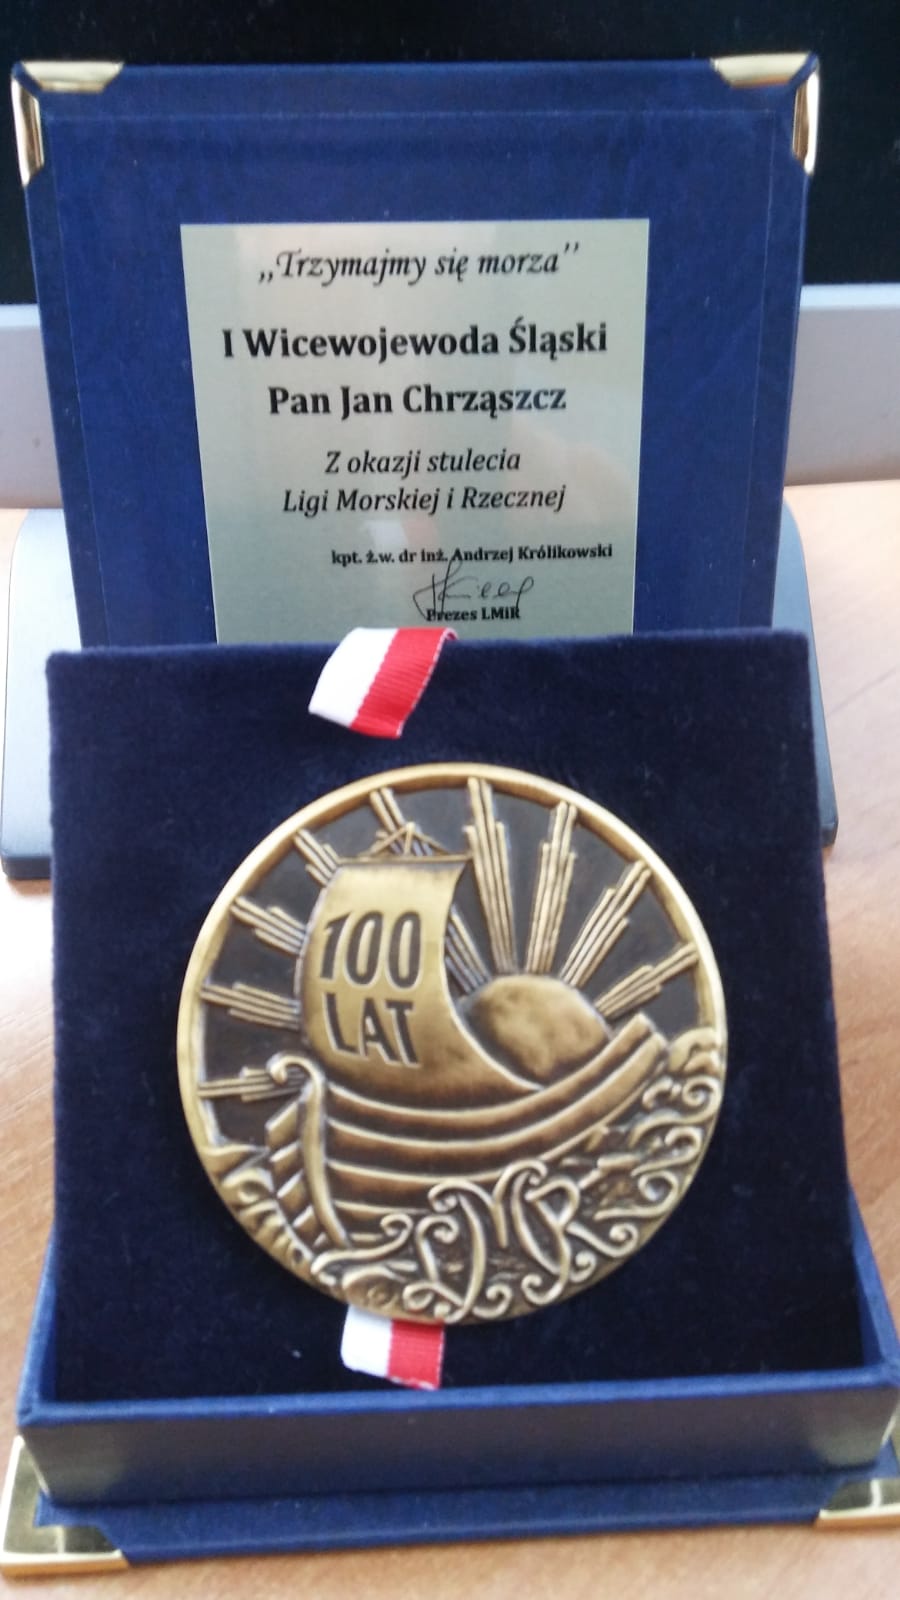 „Trzymajmy się morza”
I Wicewojewoda Śląski
Pan Jan Chrząszcz
Z okazji stulecia
Ligi Morskiej i Rzecznej
kpt. ż.w. dr inż. Andrzej Królikowski
Prezes LMiR
100
LAT
LMR